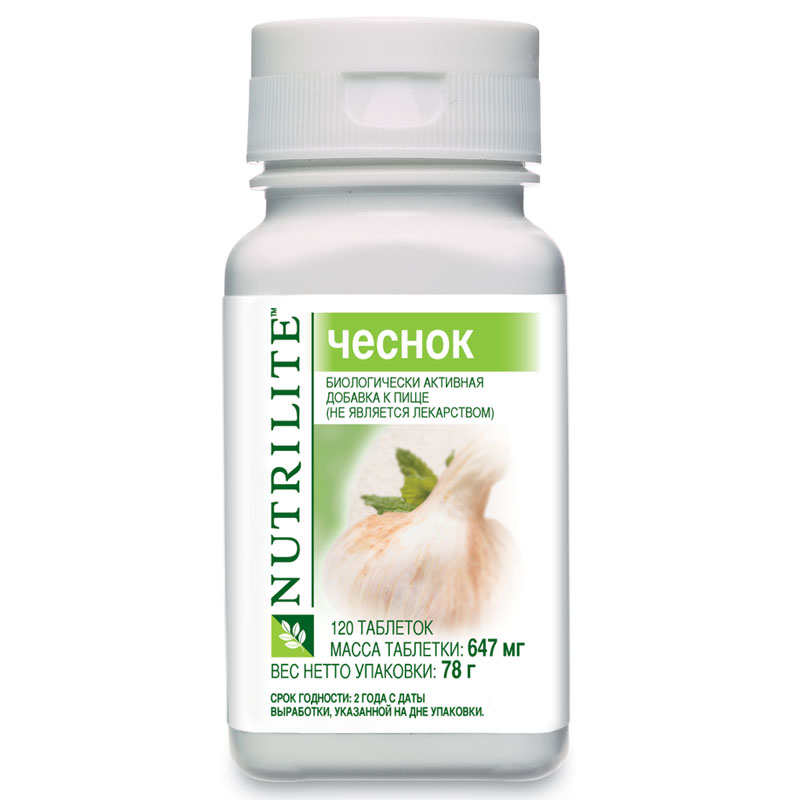 NUTRILITE™
чеснок
БИОЛОГИЧЕСКИ АКТИВНАЯ
ДОБАВКА К ПИЩЕ
(НЕ ЯВЛЯЕТСЯ ЛЕКАРСТВОМ)
120 ТАБЛЕТОК
МАССА ТАБЛЕТКИ: 647 мг
ВЕС НЕТТО УПАКОВКИ: 78 г
СРОК ГОДНОСТИ: 2 ГОДА С ДАТЫ
ВЫРАБОТКИ, УКАЗАННОЙ НА ДНЕ УПАКОВКИ.